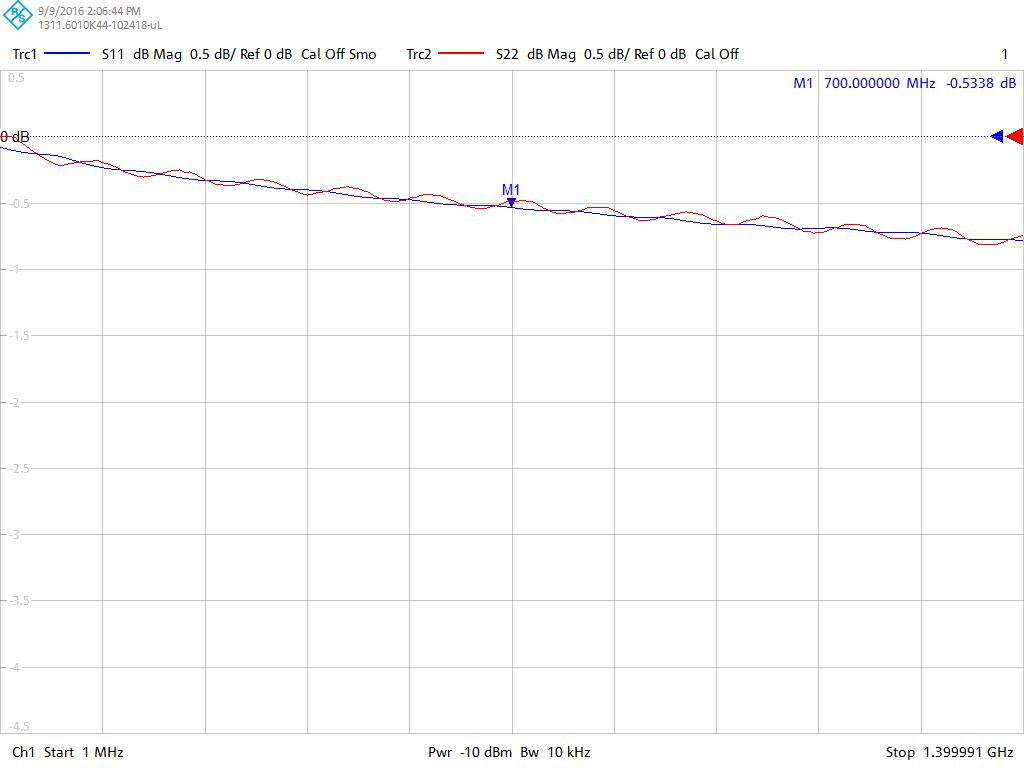 R&S
9/9/2016 2:06:44 PM
1311.6010K44-102418-uL
Trc1 S11 dB Mag 0.5 dB/ Ref 0 dB Cal Off Smo Trc2 S22 dB Mag 0.5 dB/ Ref 0 dB Cal Off 1
0.5
M1 700.000000 MHz -0.5338 dB
0 dB
M1
-0.5
-1
-1.5
-2
-2.5
-3
-3.5
-4
-4.5
Ch1 Start 1 MHz Pwr -10 dBm Bw 10 kHz Stop 1.399991 GHz